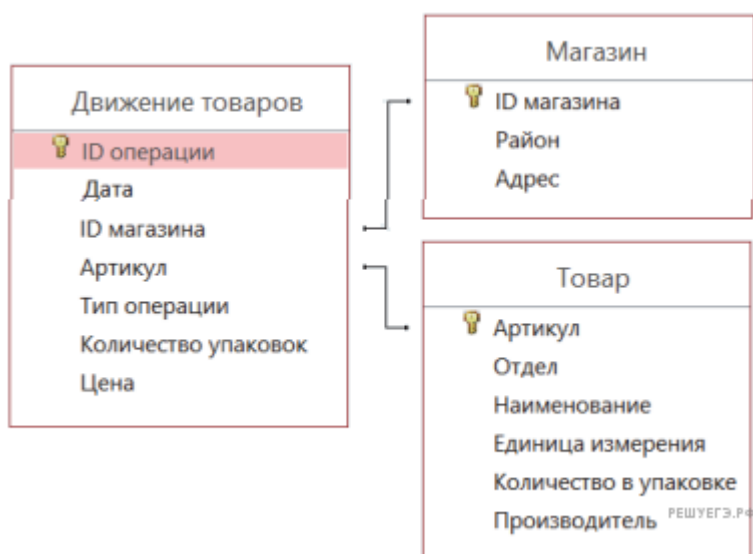 Движение товаров
ID операции
Дата
ID магазина
Артикул
Тип операции
Количество упаковок
Цена
Магазин
ID магазина
Район
Адрес
Товар
Артикул
Отдел
Наименование
Единица измерения
Количество в упаковке
Производитель
РЕШУЕГЭ.РФ